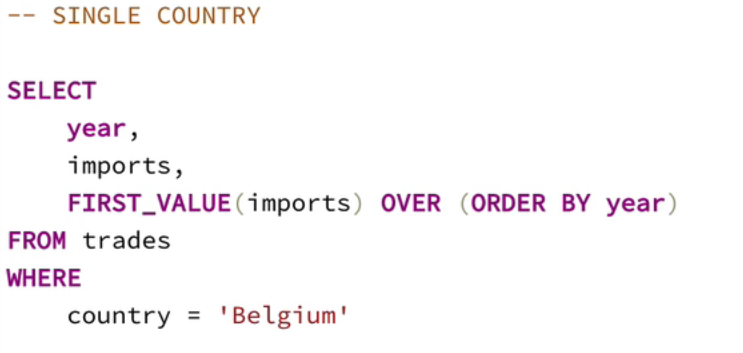 -- SINGLE COUNTRY
SELECT
year,
imports,
FIRST_VALUE(imports) OVER (ORDER BY year)
FROM trades
WHERE
country = 'Belgium'